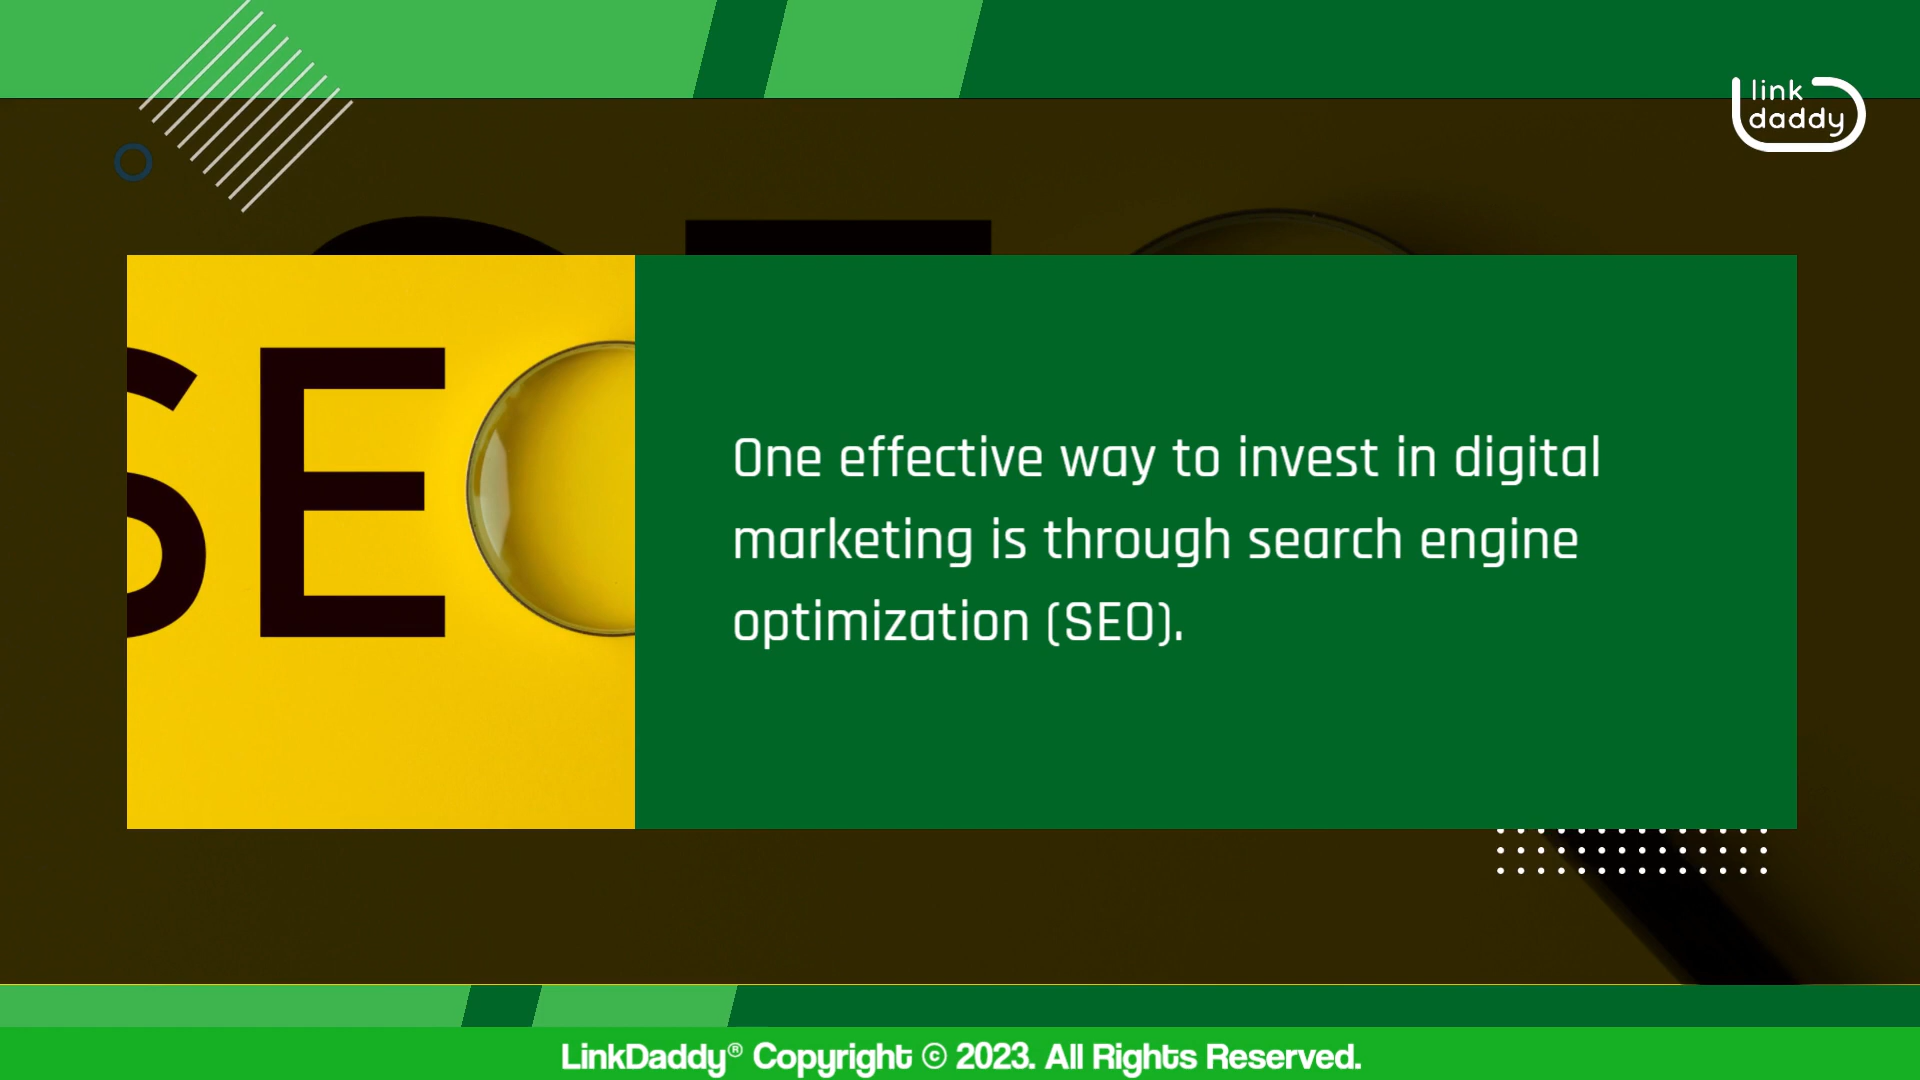 link
daddy
SE
One effective way to invest in digital
marketing is through search engine
optimization (SEO).
LinkDaddy® Copyright © 2023. All Rights Reserved.